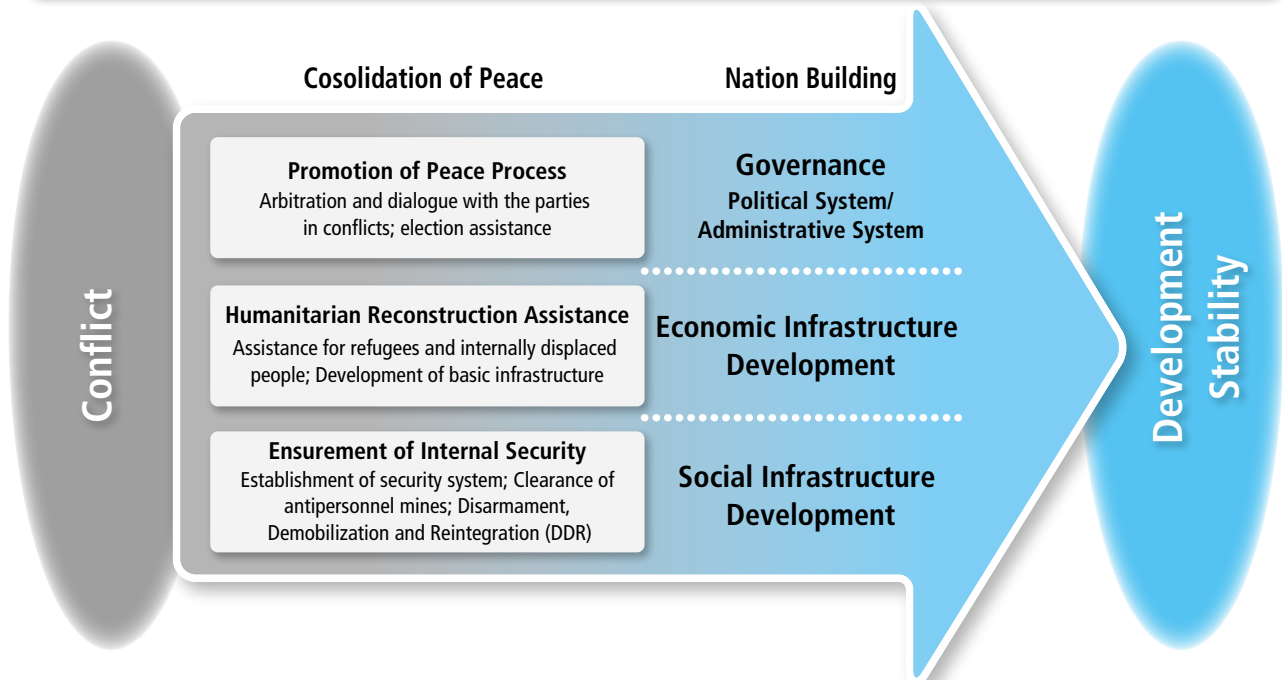 Cosolidation of Peace
Nation Building
Conflict
Promotion of Peace Process
Arbitration and dialogue with the parties
in conflicts; election assistance
Governance
Political System/
Administrative System
Humanitarian Reconstruction Assistance
Assistance for refugees and internally displaced
people; Development of basic infrastructure
Economic Infrastructure
Development
Ensurement of Internal Security
Establishment of security system; Clearance of
antipersonnel mines; Disarmament,
Demobilization and Reintegration (DDR)
Social Infrastructure
Development
Development
Stability